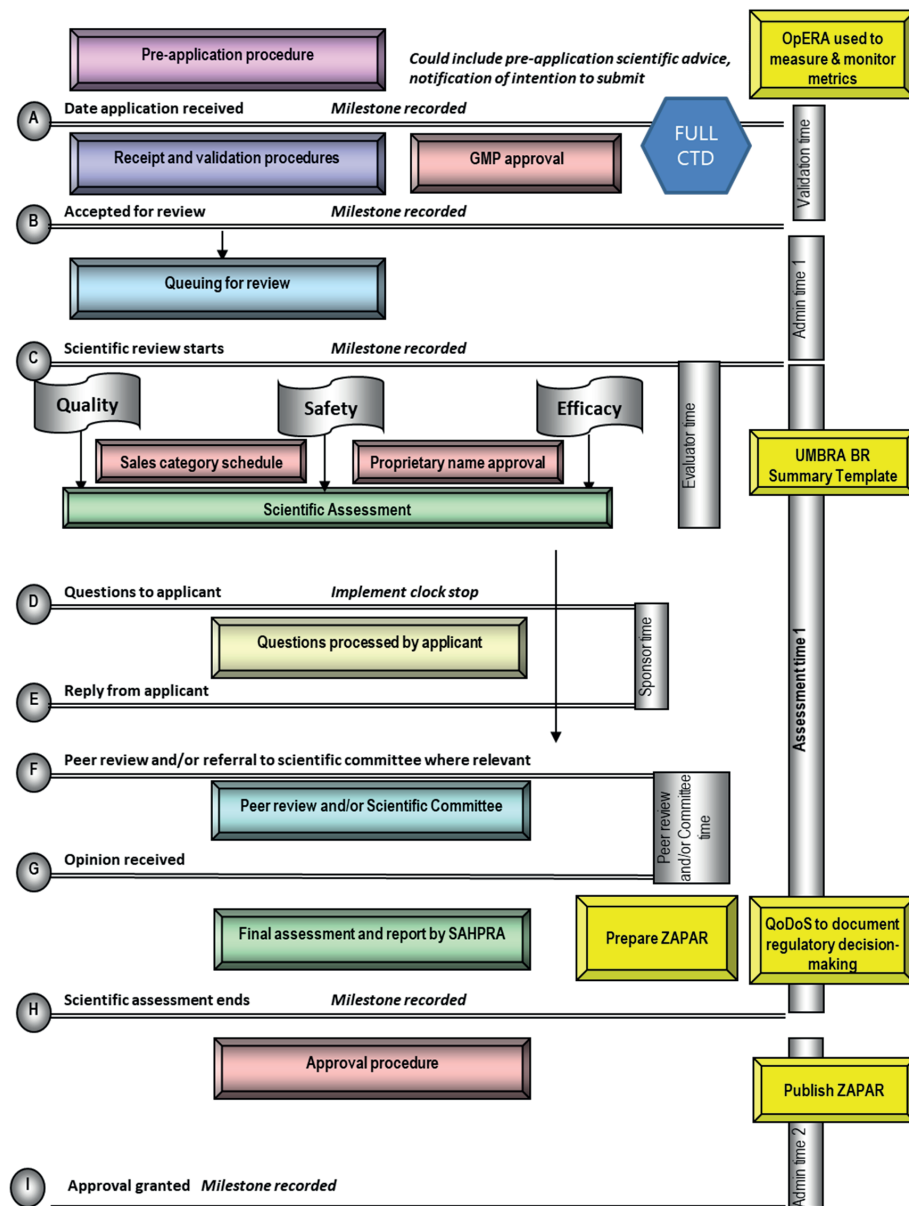 Pre-application procedure
Could include pre-application scientific advice,
notification of intention to submit
OpERA used to
measure & monitor
metrics
A
Date application received
Milestone recorded
FULL
CTD
Receipt and validation procedures
GMP approval
Validation time
B
Accepted for review
Milestone recorded
Queuing for review
Admin time 1
C
Scientific review starts
Milestone recorded
Quality
Safety
Efficacy
Sales category schedule
Proprietary name approval
Scientific Assessment
Evaluator time
UMBRA BR
Summary Template
D
Questions to applicant
Implement clock stop
Questions processed by applicant
Sponsor time
E
Reply from applicant
Assessment time 1
F
Peer review and/or referral to scientific committee where relevant
Peer review and/or Scientific Committee
Peer review
and/or Committee
time
G
Opinion received
Final assessment and report by SAHPRA
Prepare ZAPAR
QoDoS to document
regulatory decision-
making
H
Scientific assessment ends
Milestone recorded
Approval procedure
Publish ZAPAR
Admin time 2
I
Approval granted
Milestone recorded